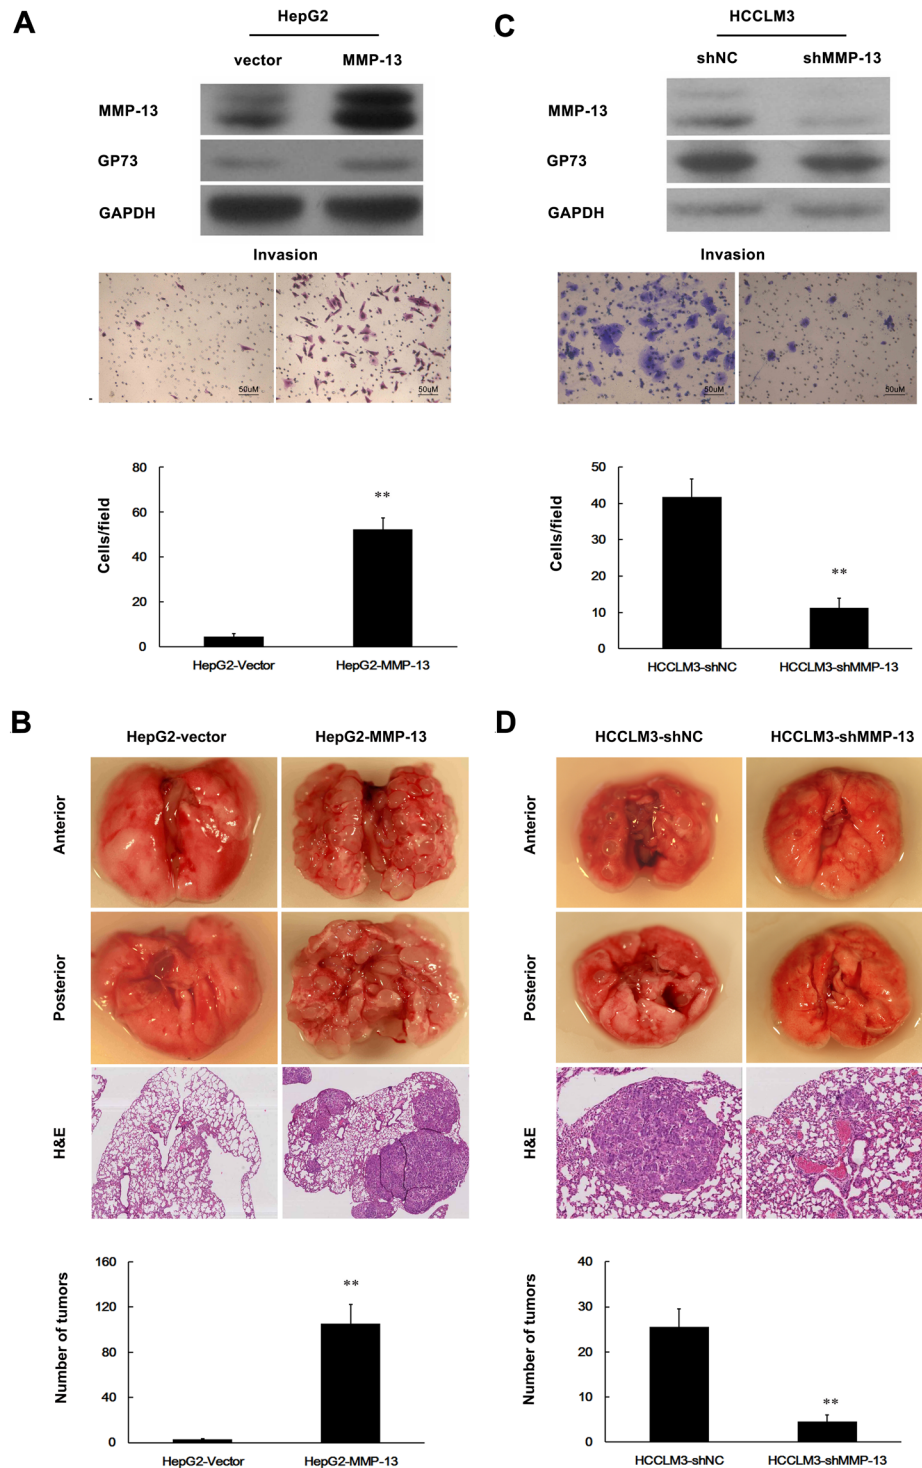 A
HepG2
vector MMP-13
MMP-13
GP73
GAPDH
Invasion
50uM 50uM
80
60
40
20
0
Cells/field
**
HepG2-Vector HepG2-MMP-13
C
HCCLM3
shNC shMMP-13
MMP-13
GP73
GAPDH
Invasion
50uM 50uM
50
40
30
20
10
0
Cells/field
**
HCCLM3-shNC HCCLM3-shMMP-13
B
HepG2-vector HepG2-MMP-13
Anterior
Posterior
H&E
160
120
80
40
0
Number of tumors
**
HepG2-Vector HepG2-MMP-13
D
HCCLM3-shNC HCCLM3-shMMP-13
Anterior
Posterior
H&E
40
30
20
10
0
Number of tumors
**
HCCLM3-shNC HCCLM3-shMMP-13